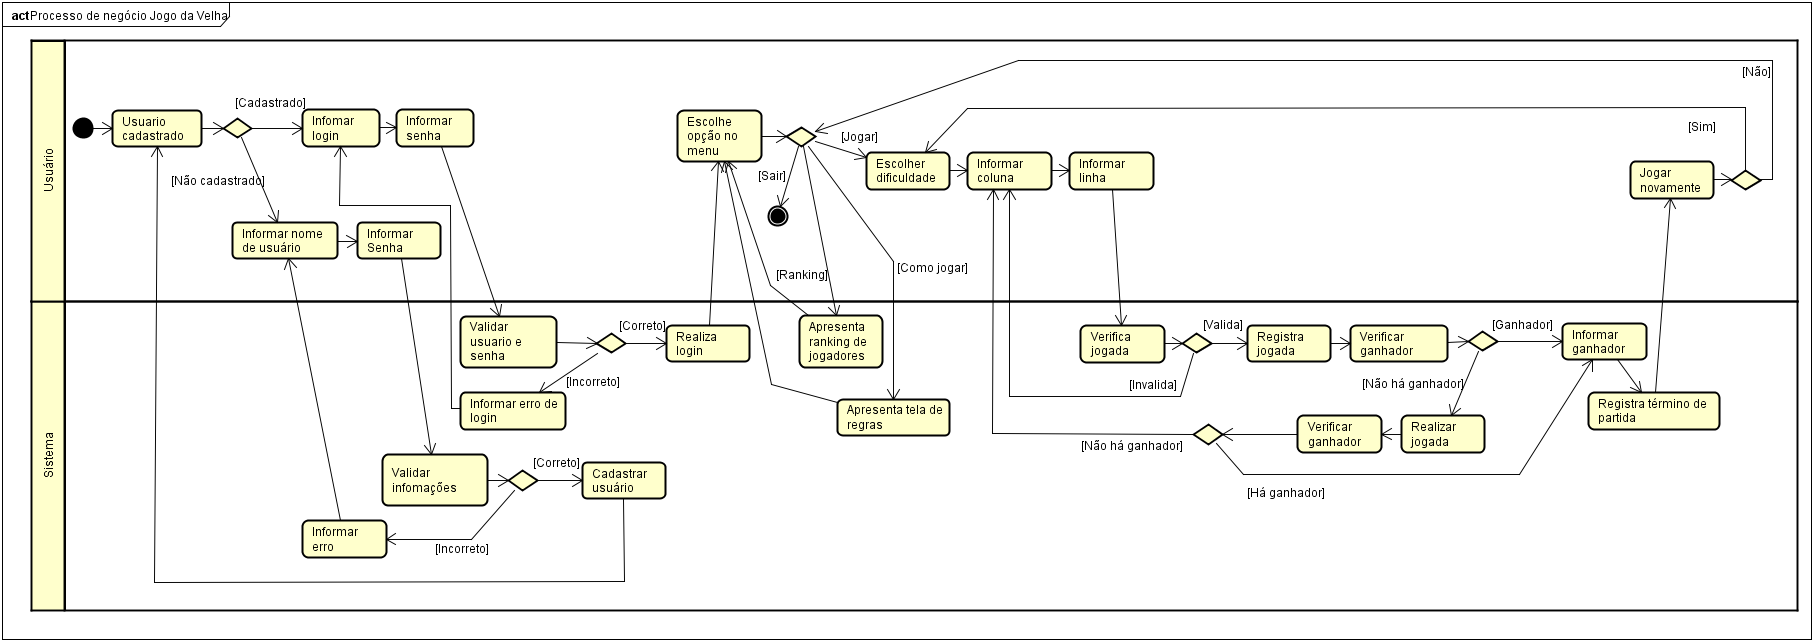 act Processo de negócio Jogo da Velha
Usuário
Usuario
cadastrado
[Cadastrado]
[Não cadastrado]
Infomar
login
Informar
senha
Informar nome
de usuário
Informar
Senha
Escolhe
opção no
menu
[Jogar]
[Sair]
[Ranking]
[Como jogar]
Escolher
dificuldade
Informar
coluna
Informar
linha
[Não]
[Sim]
Jogar
novamente
Sistema
Validar
usuario e
senha
[Correto]
[Incorreto]
Realiza
login
Informar erro de
login
Validar
infomações
[Correto]
[Incorreto]
Cadastrar
usuário
Informar
erro
Apresenta
ranking de
jogadores
Apresenta tela de
regras
Verifica
jogada
[Valida]
[Invalida]
Registra
jogada
Verificar
ganhador
[Ganhador]
[Não há ganhador]
Informar
ganhador
Registra término de
partida
Realizar
jogada
Verificar
ganhador
[Não há ganhador]
[Há ganhador]